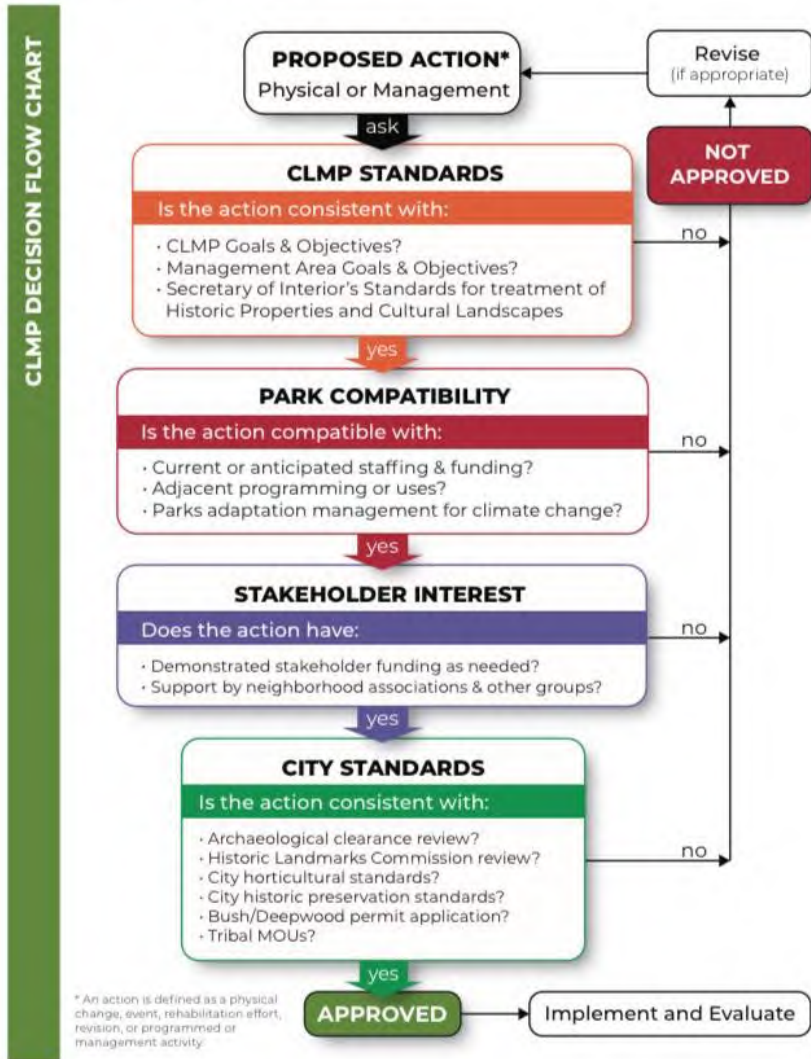 CLMP DECISION FLOW CHART
PROPOSED ACTION*
Physical or Management
Revise
(if appropriate)
ask
NOT
APPROVED
CLMP STANDARDS
Is the action consistent with:
· CLMP Goals & Objectives?
· Management Area Goals & Objectives?
· Secretary of Interior's Standards for treatment of
Historic Properties and Cultural Landscapes
no
yes
PARK COMPATIBILITY
Is the action compatible with:
· Current or anticipated staffing & funding?
· Adjacent programming or uses?
· Parks adaptation management for climate change?
no
yes
STAKEHOLDER INTEREST
Does the action have:
· Demonstrated stakeholder funding as needed?
· Support by neighborhood associations & other groups?
no
yes
CITY STANDARDS
Is the action consistent with:
· Archaeological clearance review?
· Historic Landmarks Commission review?
· City horticultural standards?
· City historic preservation standards?
· Bush/Deepwood permit application?
· Tribal MOUs?
no
yes
* An action is defined as a physical
change, event, rehabilitation effort,
revision, or programmed or
management activity.
APPROVED
Implement and Evaluate